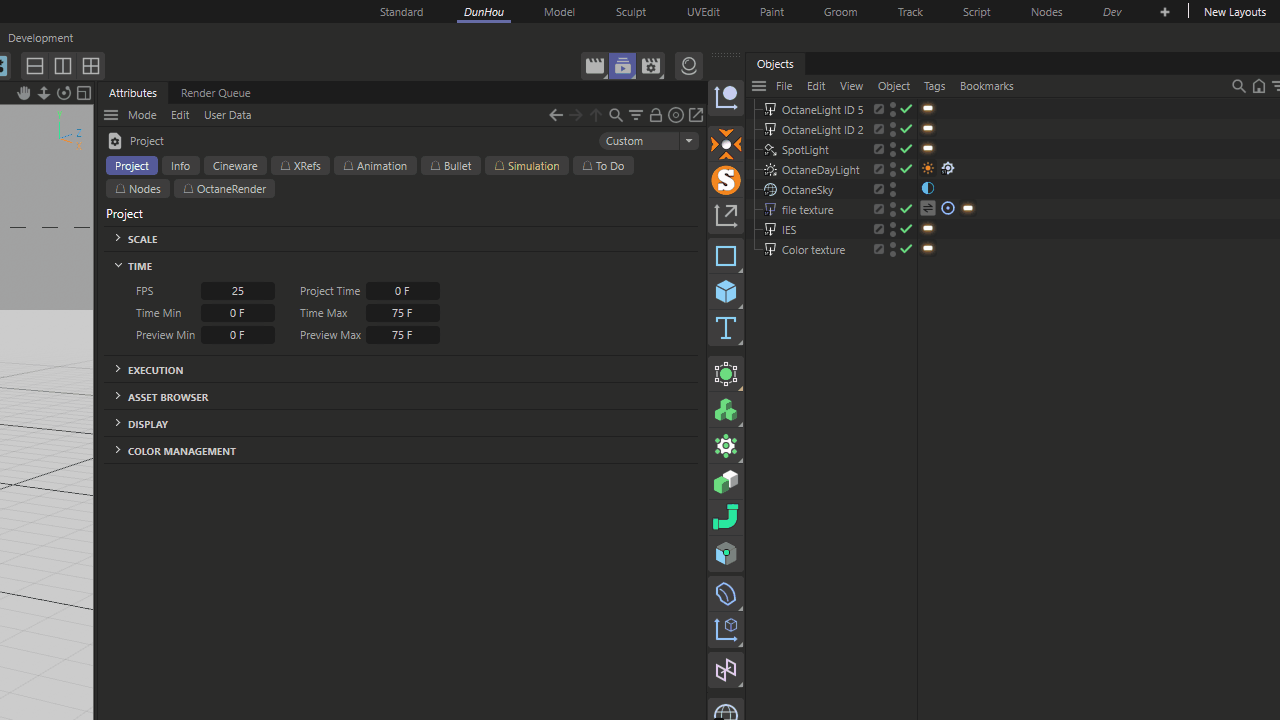 Standard DunHou Model Sculpt UVEdit Paint Groom Track Script Nodes Dev + New Layouts
Development
Objects
File Edit View Object Tags Bookmarks
Attributes Render Queue
Mode Edit User Data
Project Custom
Project Info Cineware XRefs Animation Bullet Simulation To Do
Nodes OctaneRender
Project
SCALE
TIME
FPS 25 Project Time 0 F
Time Min 0 F Time Max 75 F
Preview Min 0 F Preview Max 75 F
EXECUTION
ASSET BROWSER
DISPLAY
COLOR MANAGEMENT
Z
S
T
OctaneLight ID 5
OctaneLight ID 2
SpotLight
OctaneDayLight
OctaneSky
file texture
IES
Color texture